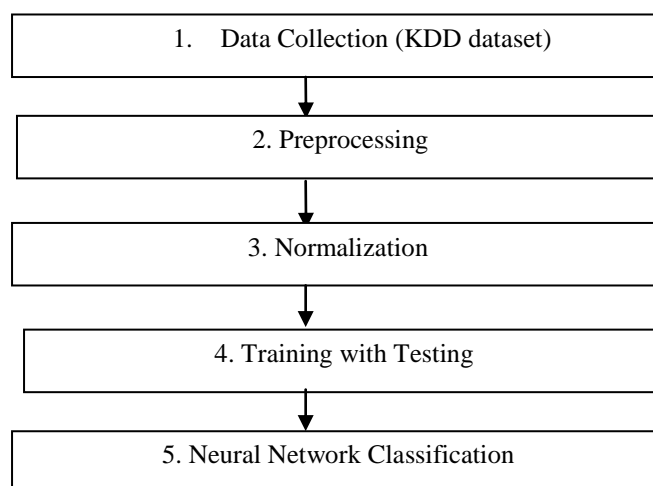 1. Data Collection (KDD dataset)
2. Preprocessing
3. Normalization
4. Training with Testing
5. Neural Network Classification